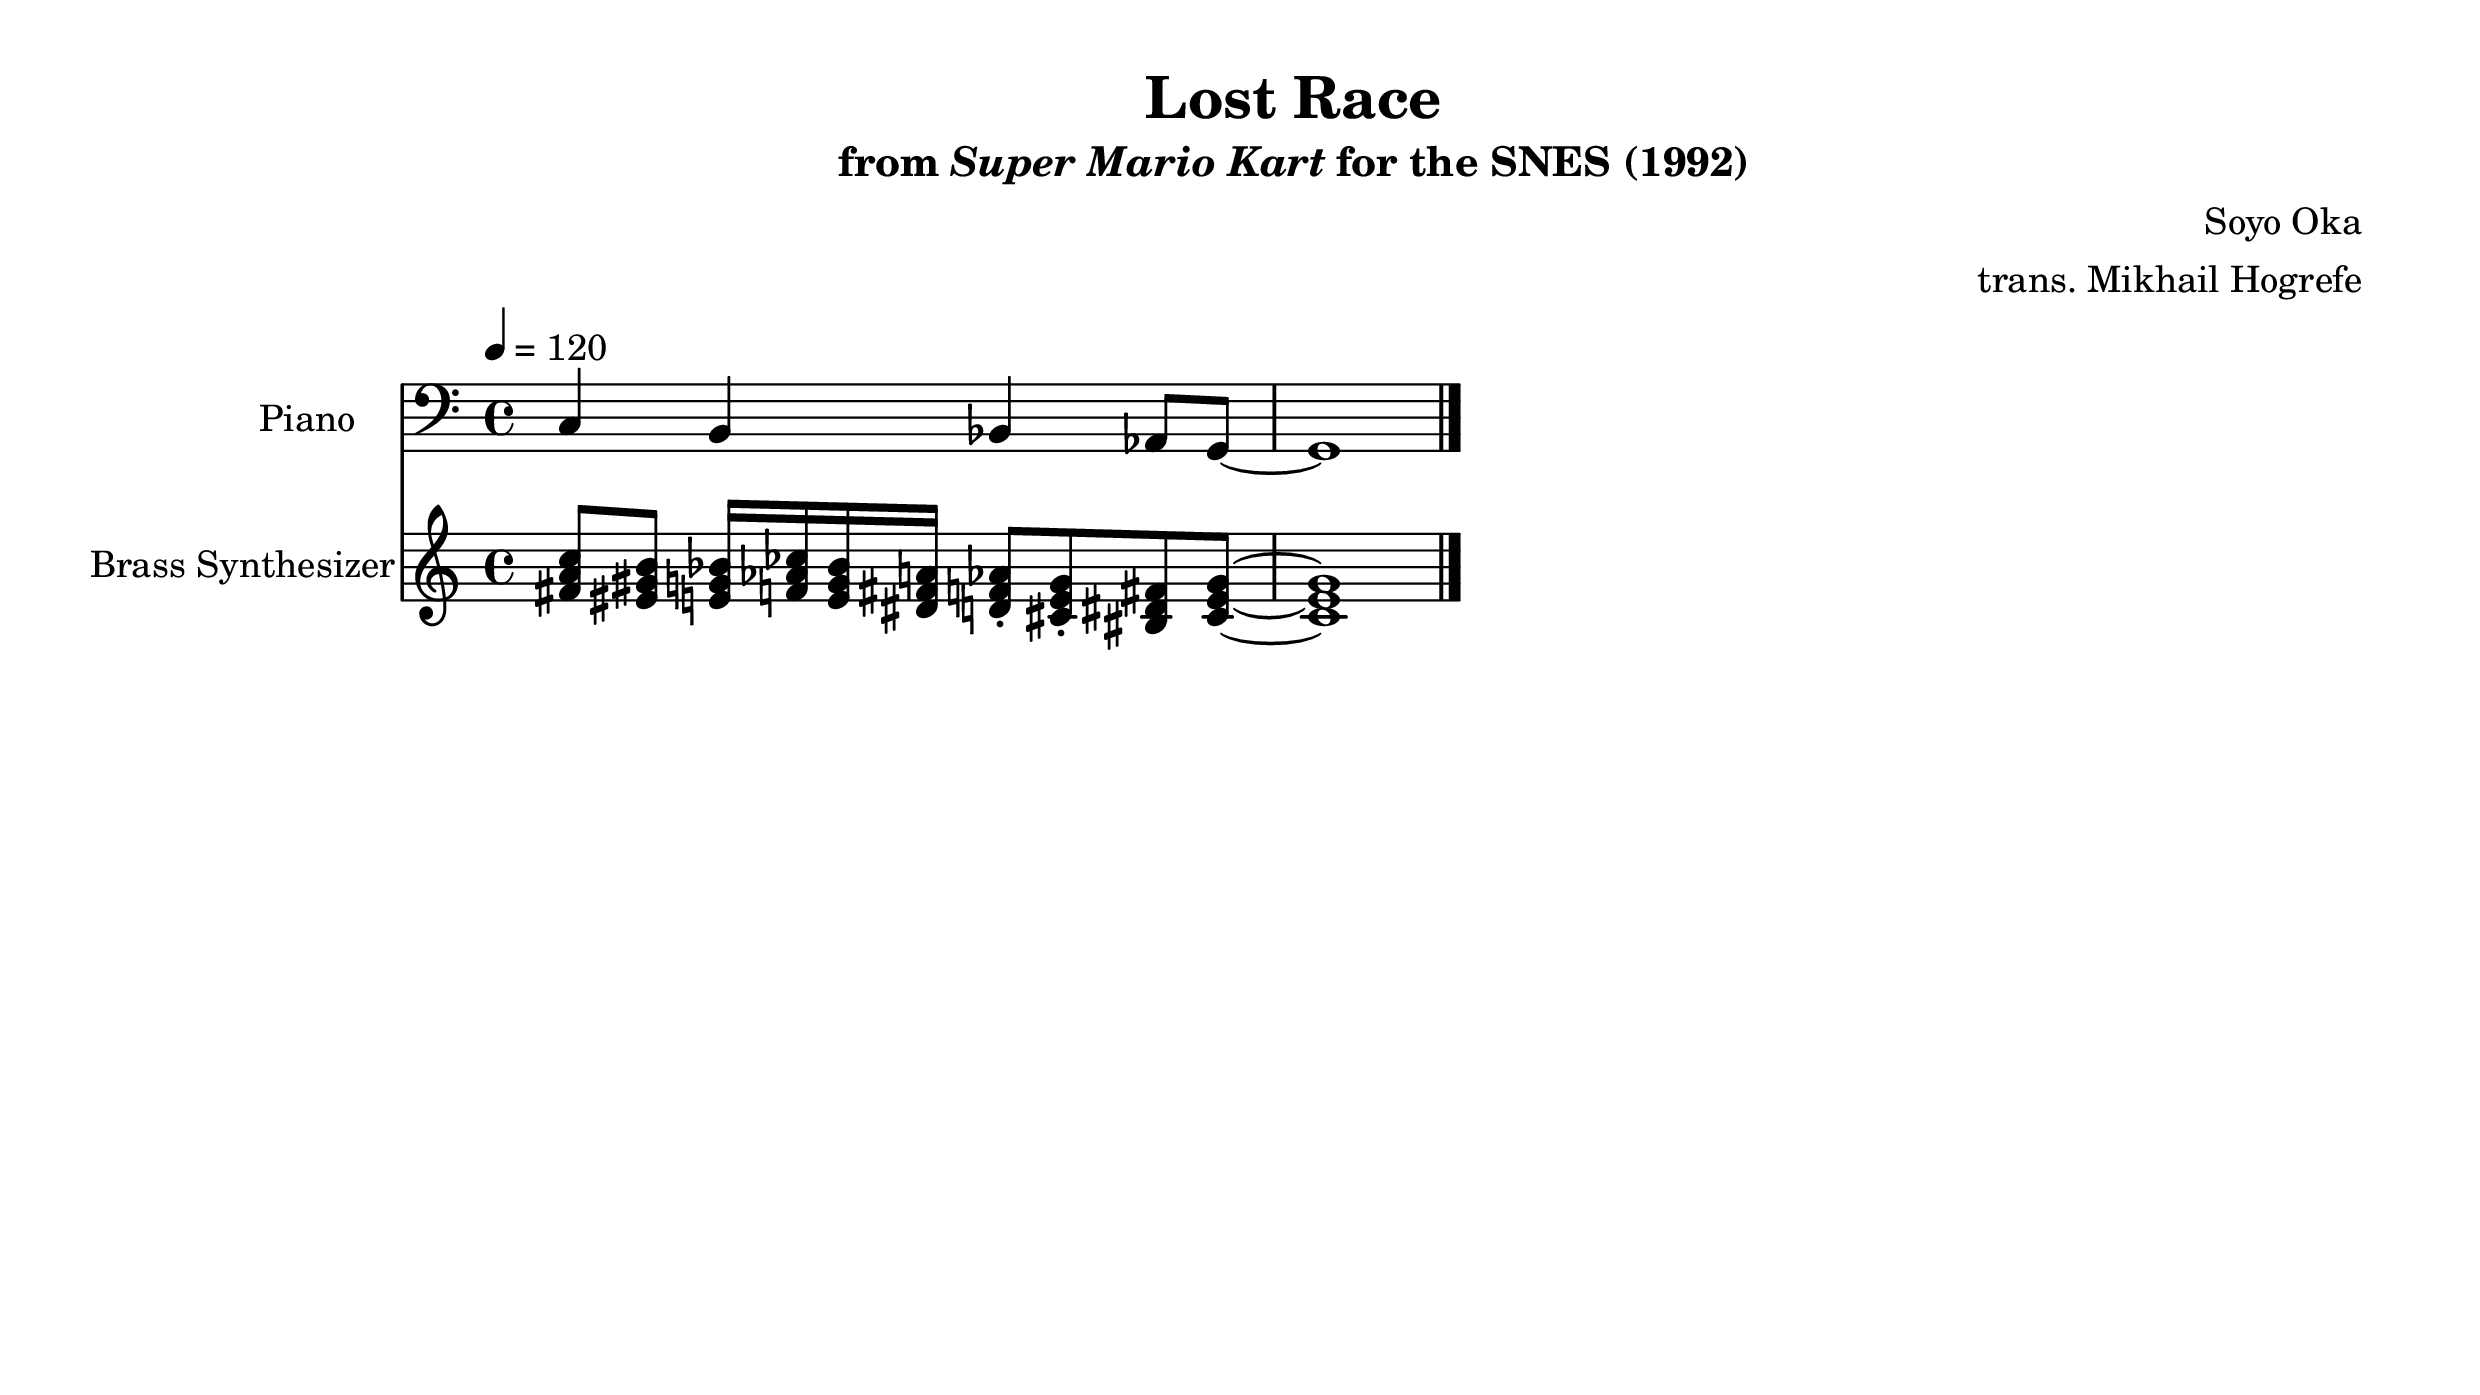 Lost Race
from Super Mario Kart for the SNES (1992)
Soyo Oka
trans. Mikhail Hogrefe
♩ = 120
Piano
Brass Synthesizer